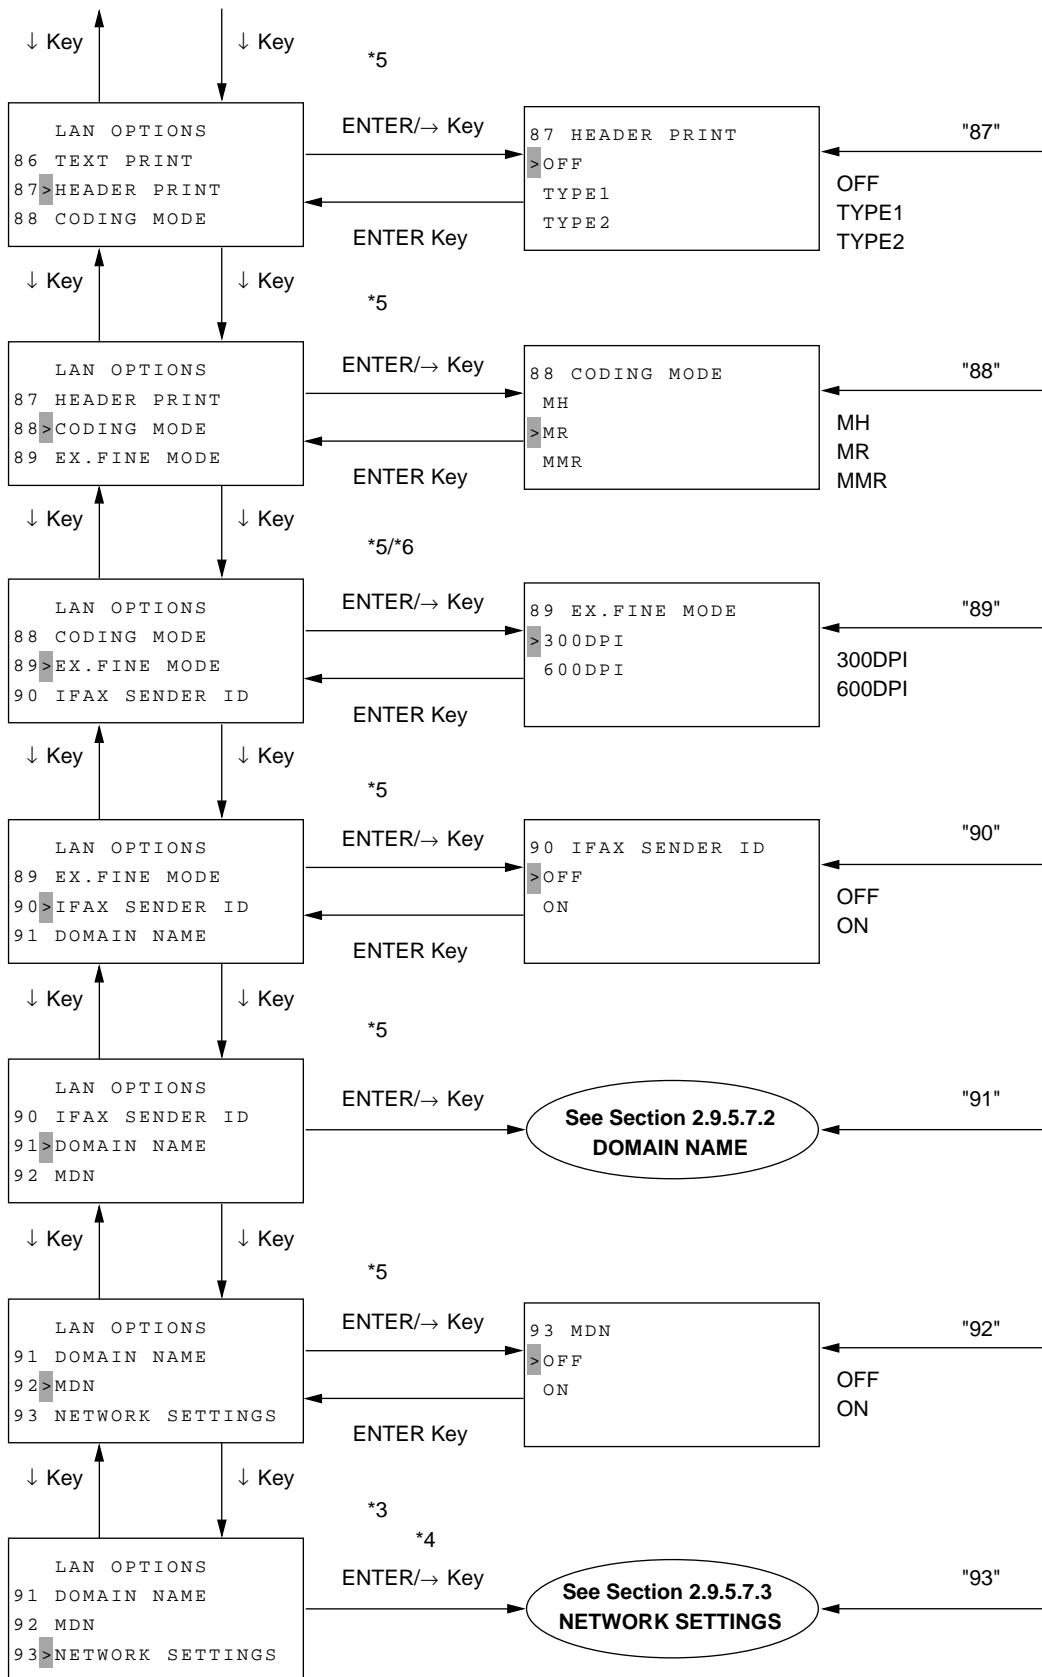 ↓ Key
↓ Key
*5
LAN OPTIONS
86 TEXT PRINT
87>HEADER PRINT
88 CODING MODE
ENTER/→ Key
ENTER Key
87 HEADER PRINT
>OFF
TYPE1
TYPE2
"87"
OFF
TYPE1
TYPE2
↓ Key
↓ Key
*5
LAN OPTIONS
87 HEADER PRINT
88>CODING MODE
89 EX.FINE MODE
ENTER/→ Key
ENTER Key
88 CODING MODE
MH
>MR
MMR
"88"
MH
MR
MMR
↓ Key
↓ Key
*5/*6
LAN OPTIONS
88 CODING MODE
89>EX.FINE MODE
90 IFAX SENDER ID
ENTER/→ Key
ENTER Key
89 EX.FINE MODE
>300DPI
600DPI
"89"
300DPI
600DPI
↓ Key
↓ Key
*5
LAN OPTIONS
89 EX.FINE MODE
90>IFAX SENDER ID
91 DOMAIN NAME
ENTER/→ Key
ENTER Key
90 IFAX SENDER ID
>OFF
ON
"90"
OFF
ON
↓ Key
↓ Key
*5
LAN OPTIONS
90 IFAX SENDER ID
91>DOMAIN NAME
92 MDN
ENTER/→ Key
See Section 2.9.5.7.2
DOMAIN NAME
"91"
↓ Key
↓ Key
*5
LAN OPTIONS
91 DOMAIN NAME
92>MDN
93 NETWORK SETTINGS
ENTER/→ Key
ENTER Key
93 MDN
>OFF
ON
"92"
OFF
ON
↓ Key
↓ Key
*3
*4
LAN OPTIONS
91 DOMAIN NAME
92 MDN
93>NETWORK SETTINGS
ENTER/→ Key
See Section 2.9.5.7.3
NETWORK SETTINGS
"93"